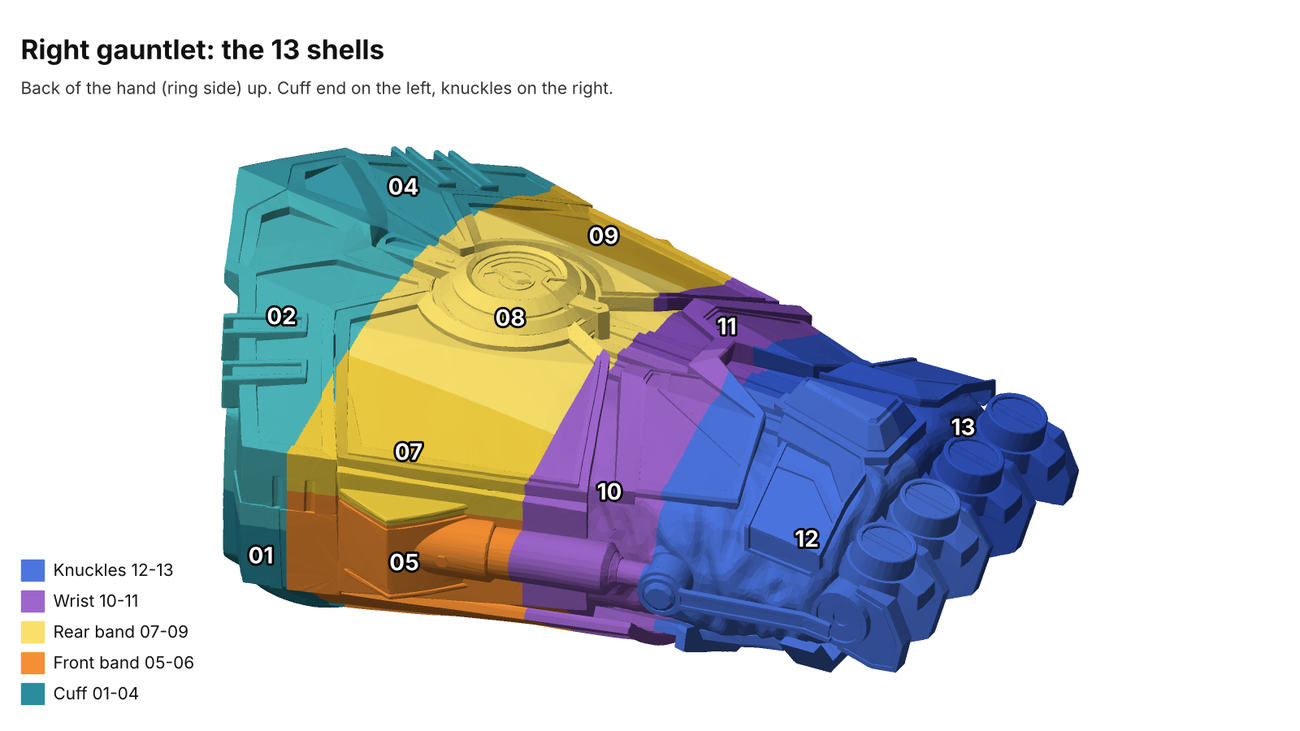 Right gauntlet: the 13 shells
Back of the hand (ring side) up. Cuff end on the left, knuckles on the right.
04
09
02
08
11
13
07
10
12
01
05
Knuckles 12-13
Wrist 10-11
Rear band 07-09
Front band 05-06
Cuff 01-04